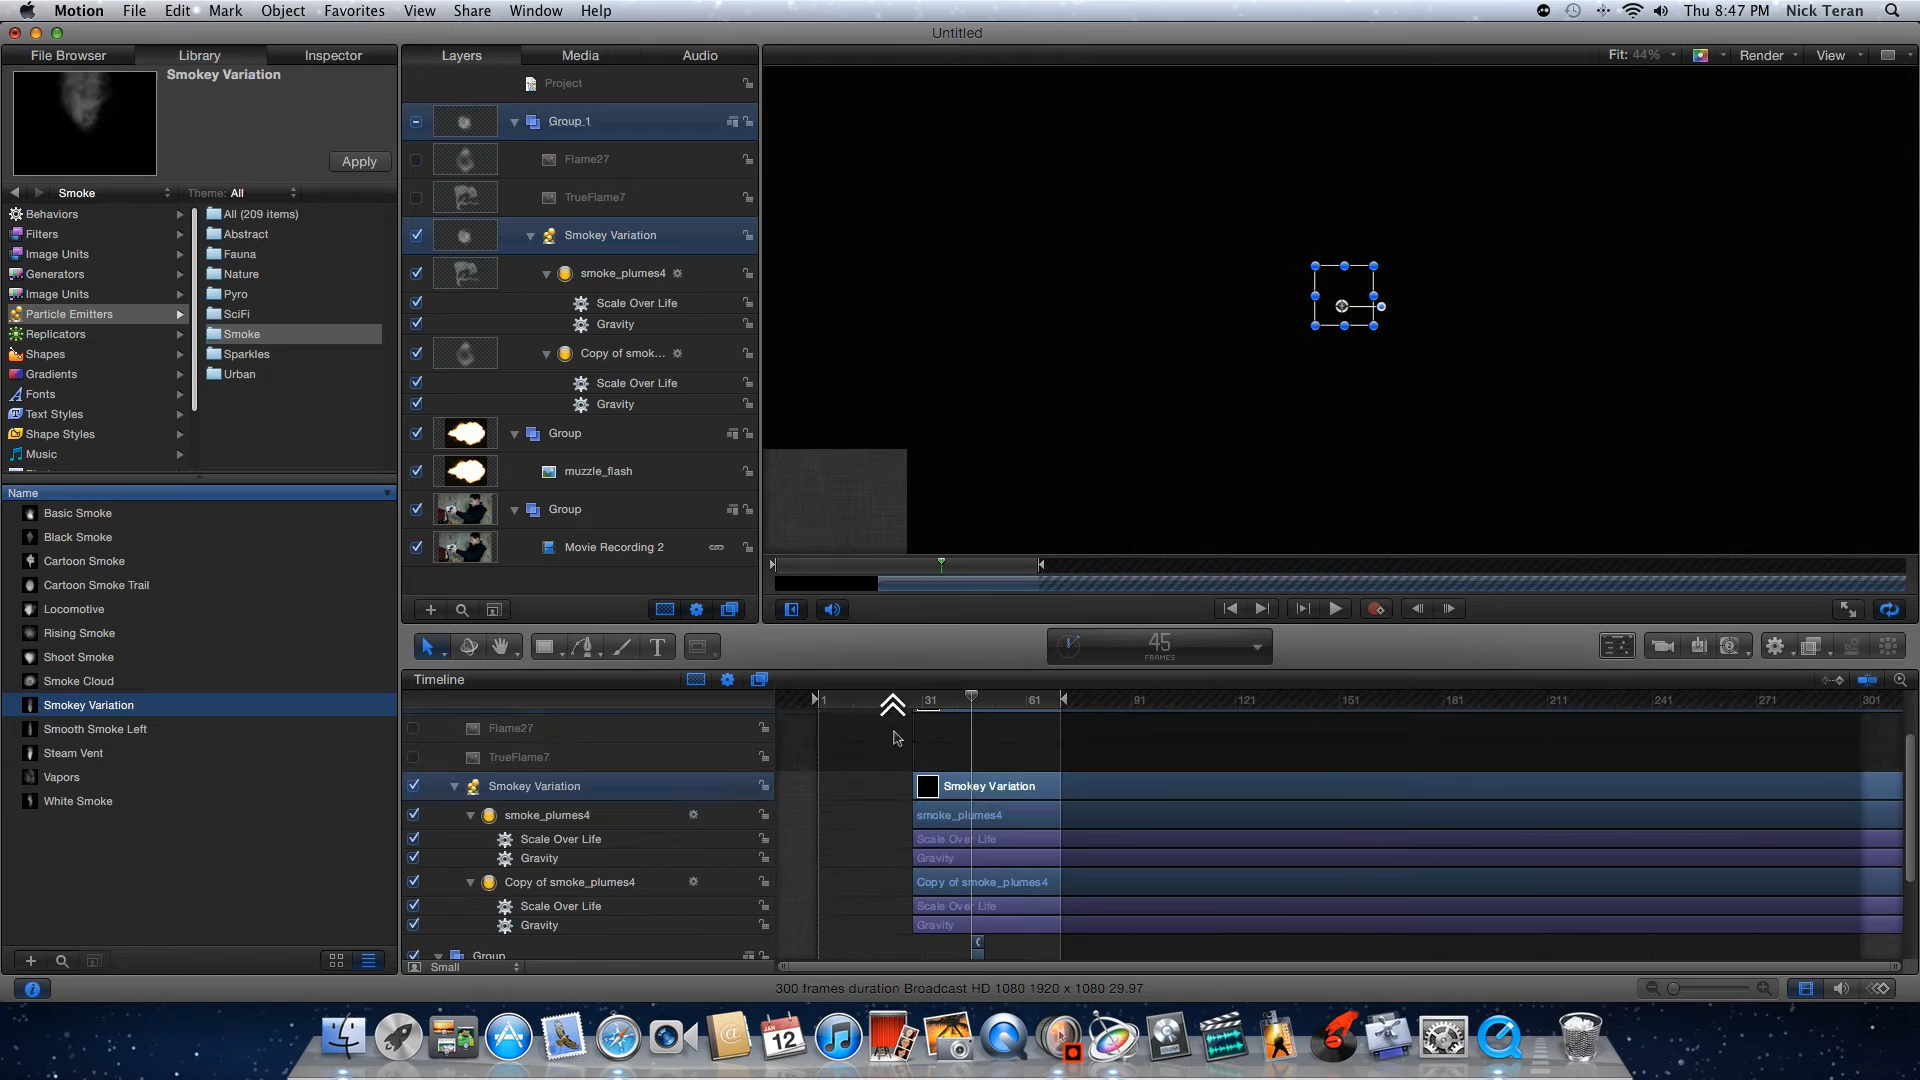 Motion File Edit Mark Object Favorites View Share Window Help Thu 8:47 PM Nick Teran
Untitled
File Browser Library Inspector
Smokey Variation
Apply
Smoke Theme: All
Behaviors
Filters
Image Units
Generators
Image Units
Particle Emitters
Replicators
Shapes
Gradients
Fonts
Text Styles
Shape Styles
Music
All (209 items)
Abstract
Fauna
Nature
Pyro
SciFi
Smoke
Sparkles
Urban
Name
Basic Smoke
Black Smoke
Cartoon Smoke
Cartoon Smoke Trail
Locomotive
Rising Smoke
Shoot Smoke
Smoke Cloud
Smokey Variation
Smooth Smoke Left
Steam Vent
Vapors
White Smoke
Layers Media Audio
Project
Group 1
Flame27
TrueFlame7
Smokey Variation
smoke_plumes4
Scale Over Life
Gravity
Copy of smok...
Scale Over Life
Gravity
Group
muzzle_flash
Group
Movie Recording 2
Fit: 44% Render View
T
45
FRAMES
Timeline
1 31 61 91 121 151 181 211 241 271 301
Flame27
TrueFlame7
Smokey Variation Smokey Variation
smoke_plumes4 smoke_plumes4
Scale Over Life Scale Over Life
Gravity Gravity
Copy of smoke_plumes4 Copy of smoke_plumes4
Scale Over Life Scale Over Life
Gravity Gravity
Group
Small
300 frames duration Broadcast HD 1080 1920 x 1080 29.97
JAN
12